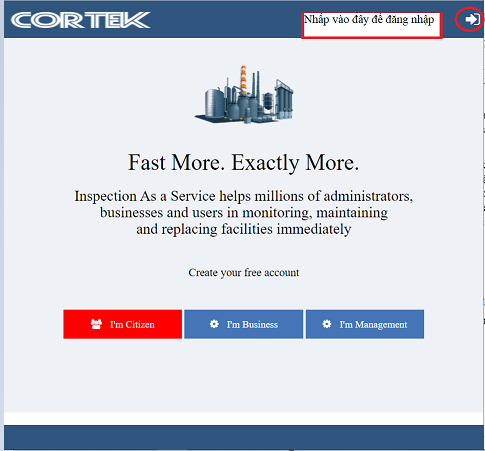 CORTEK
Nhấp vào đây để đăng nhập
Fast More. Exactly More.
Inspection As a Service helps millions of administrators,
businesses and users in monitoring, maintaining
and replacing facilities immediately
Create your free account
I'm Citizen
I'm Business
I'm Management